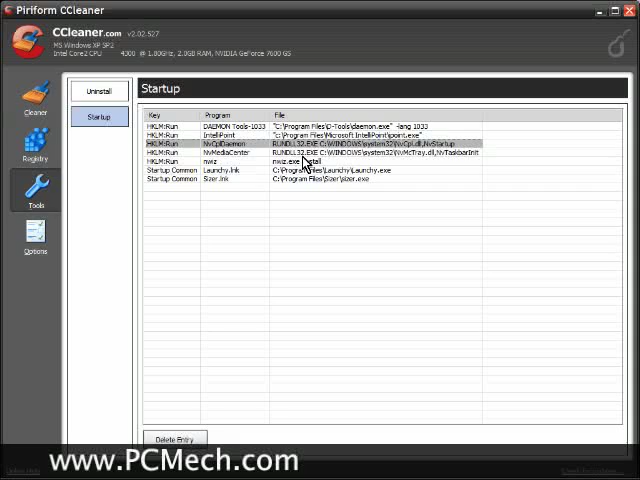 Piriform CCleaner
CCleaner.com v2.02.527
MS Windows XP SP2
Intel Core2 CPU 4300 @ 1.80GHz, 2.0GB RAM, NVIDIA GeForce 7600 GS
Cleaner
Registry
Tools
Options
Uninstall
Startup
Startup
Key Program File
HKLM:Run DAEMON Tools-1033 "C:\Program Files\D-Tools\daemon.exe" -lang 1033
HKLM:Run IntelliPoint "c:\Program Files\Microsoft IntelliPoint\ipoint.exe"
HKLM:Run NvCplDaemon RUNDLL32.EXE C:\WINDOWS\system32\NvCpl.dll,NvStartup
HKLM:Run NvMediaCenter RUNDLL32.EXE C:\WINDOWS\system32\NvMcTray.dll,NvTaskbarInit
HKLM:Run nwiz nwiz.exe /install
Startup Common Launchy.lnk C:\Program Files\Launchy\Launchy.exe
Startup Common Sizer.lnk C:\Program Files\Sizer\sizer.exe
Delete Entry
www.PCMech.com